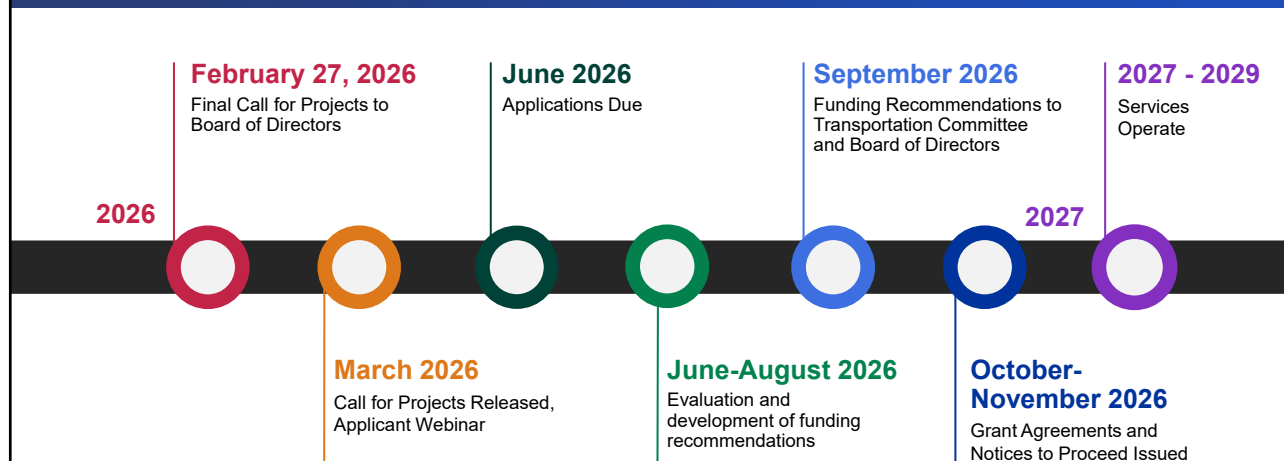 February 27, 2026
Final Call for Projects to
Board of Directors
June 2026
Applications Due
September 2026
Funding Recommendations to
Transportation Committee
and Board of Directors
2027 - 2029
Services
Operate
2026
2027
March 2026
Call for Projects Released,
Applicant Webinar
June-August 2026
Evaluation and
development of funding
recommendations
October-
November 2026
Grant Agreements and
Notices to Proceed Issued